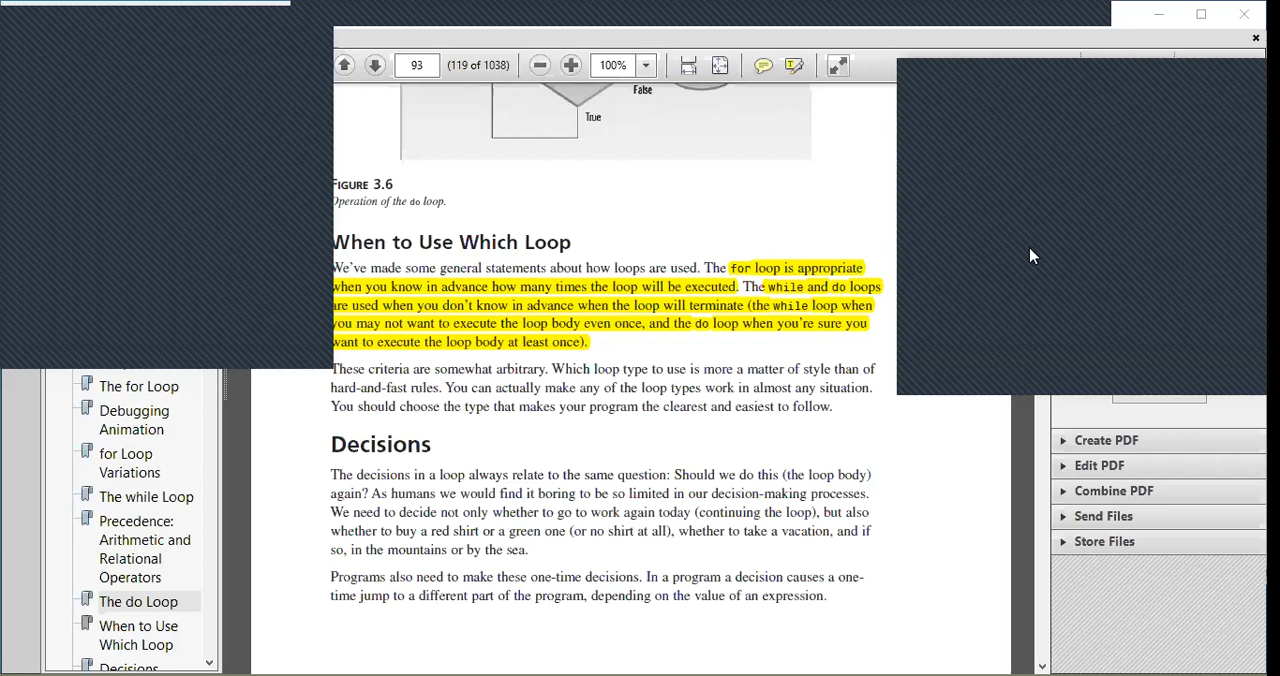 93 (119 of 1038) 100%
False
True
FIGURE 3.6
Operation of the do loop.
When to Use Which Loop
We've made some general statements about how loops are used. The for loop is appropriate
when you know in advance how many times the loop will be executed. The while and do loops
are used when you don't know in advance when the loop will terminate (the while loop when
you may not want to execute the loop body even once, and the do loop when you're sure you
want to execute the loop body at least once).
These criteria are somewhat arbitrary. Which loop type to use is more a matter of style than of
hard-and-fast rules. You can actually make any of the loop types work in almost any situation.
You should choose the type that makes your program the clearest and easiest to follow.
Decisions
The decisions in a loop always relate to the same question: Should we do this (the loop body)
again? As humans we would find it boring to be so limited in our decision-making processes.
We need to decide not only whether to go to work again today (continuing the loop), but also
whether to buy a red shirt or a green one (or no shirt at all), whether to take a vacation, and if
so, in the mountains or by the sea.
Programs also need to make these one-time decisions. In a program a decision causes a one-
time jump to a different part of the program, depending on the value of an expression.
The for Loop
Debugging
Animation
for Loop
Variations
The while Loop
Precedence:
Arithmetic and
Relational
Operators
The do Loop
When to Use
Which Loop
Decisions
Create PDF
Edit PDF
Combine PDF
Send Files
Store Files